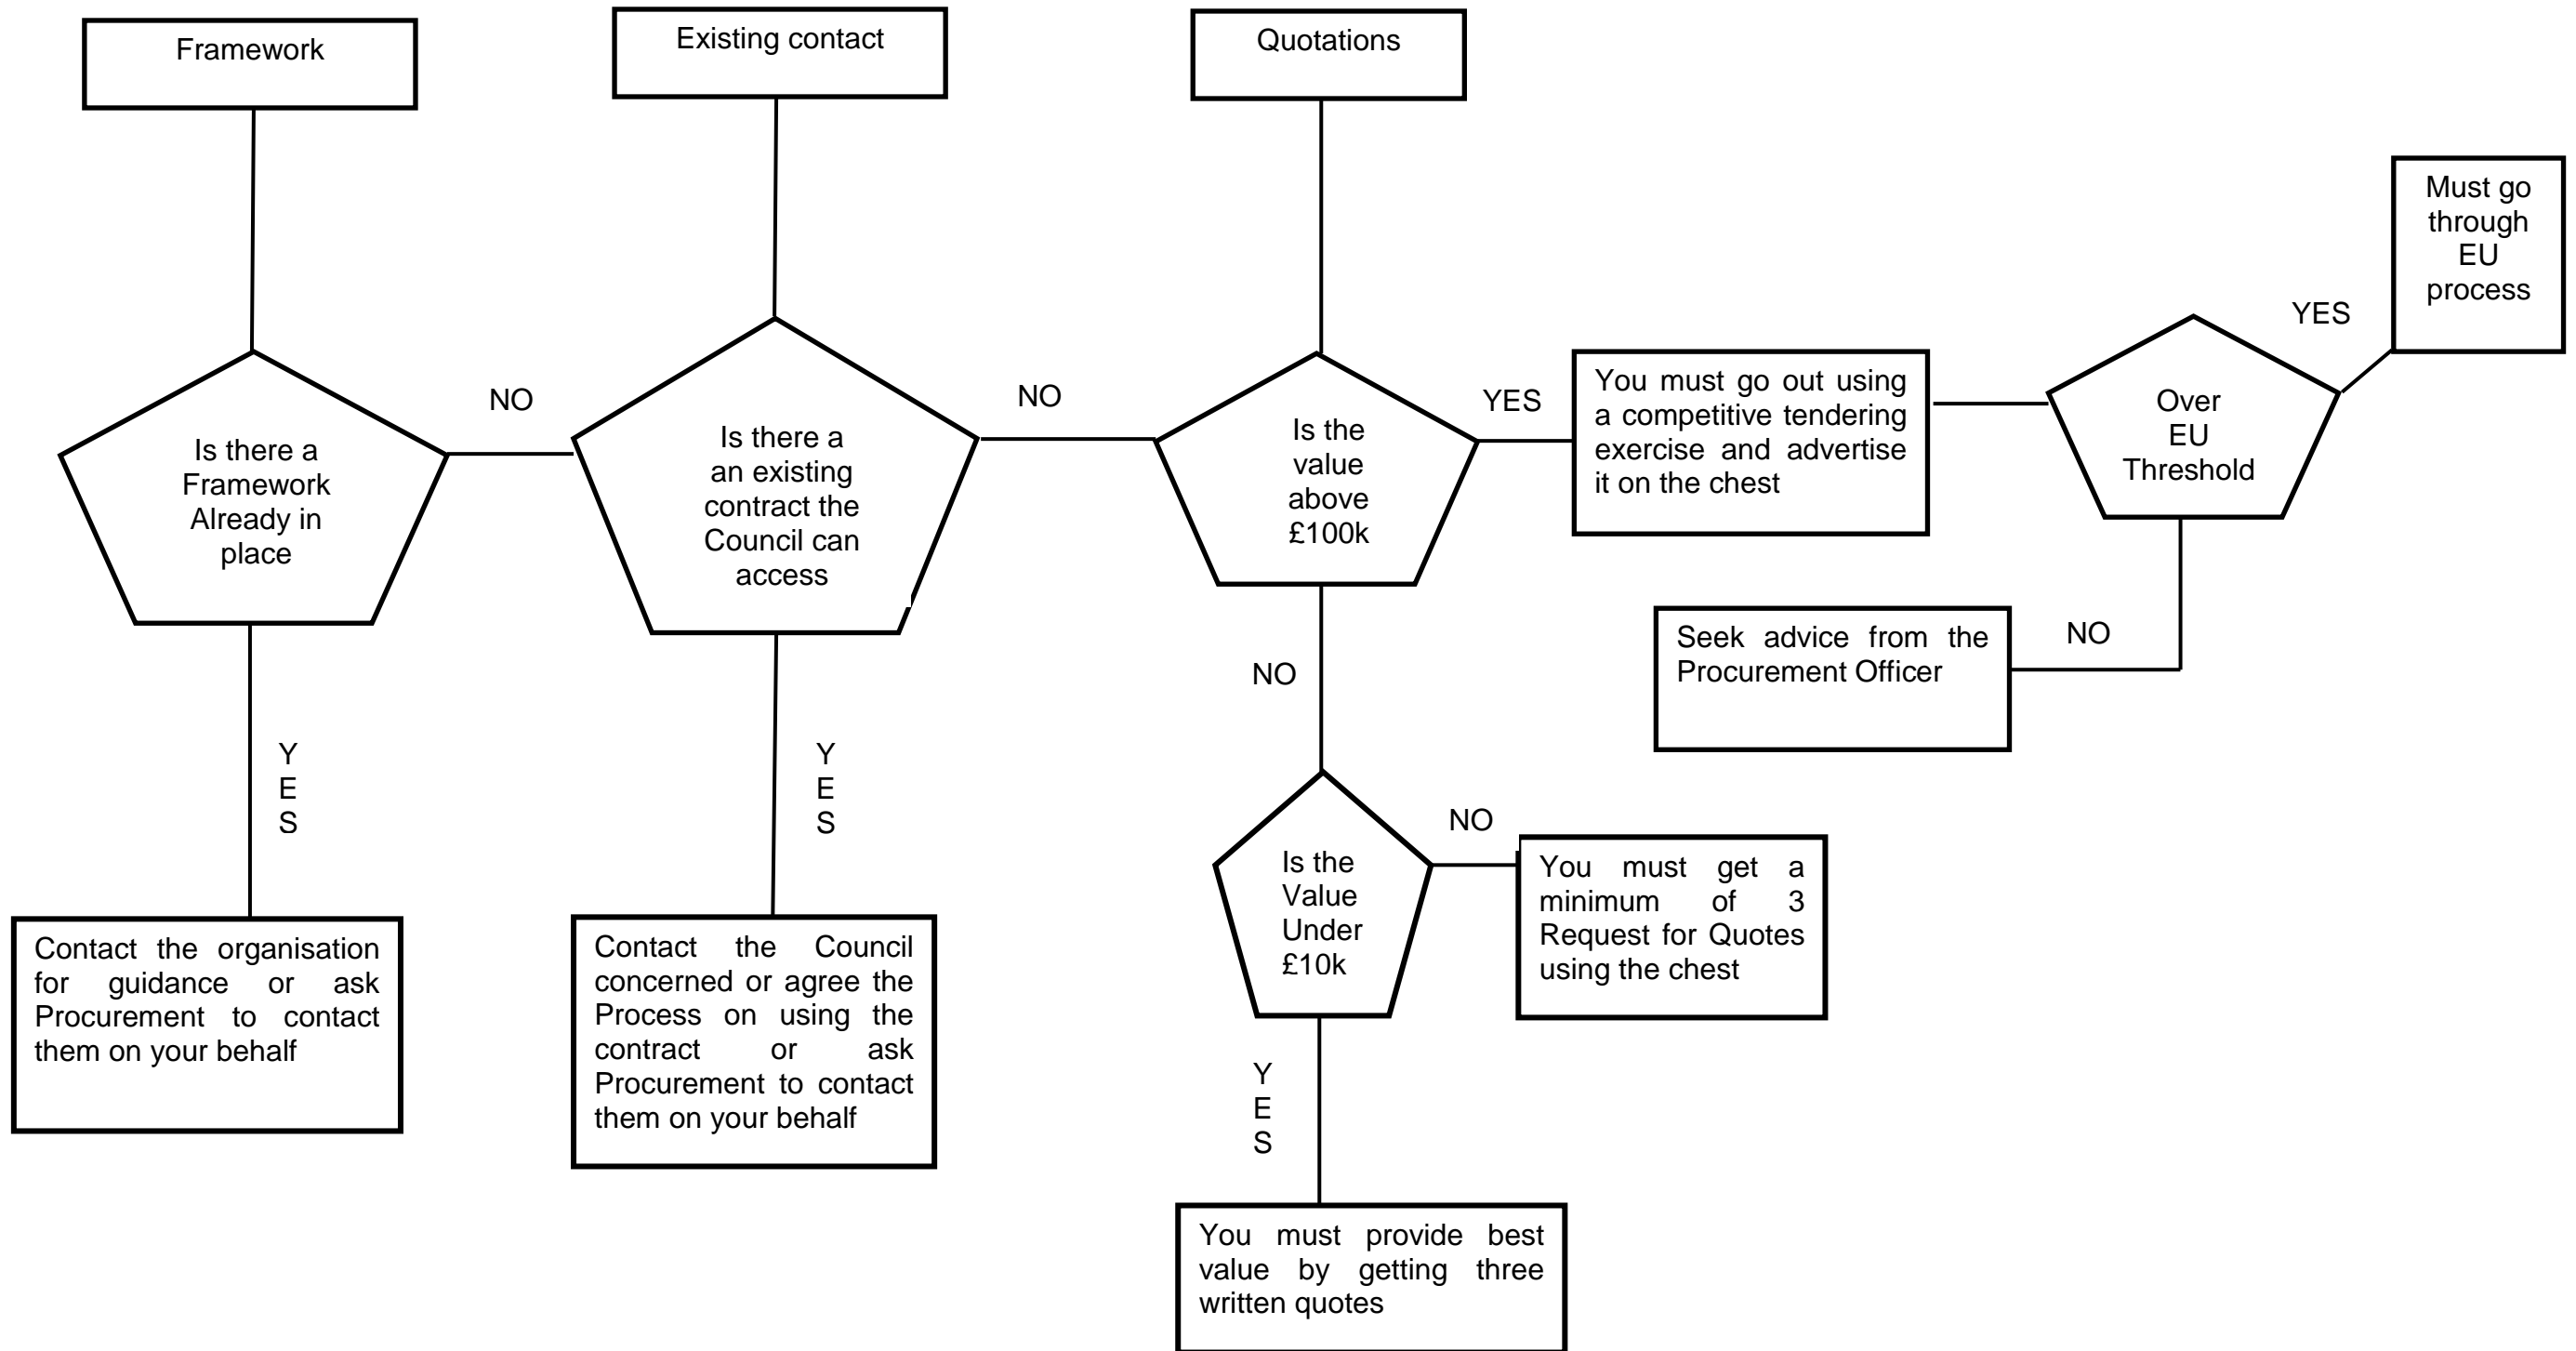 Framework
Existing contact
Quotations
Must go
through
EU
process
YES
Is there a
Framework
Already in
place
NO
Is there a
an existing
contract the
Council can
access
NO
Is the
value
above
£100k
YES
You must go out using
a competitive tendering
exercise and advertise
it on the chest
Over
EU
Threshold
Seek advice from the
Procurement Officer
NO
NO
Y
E
S
Y
E
S
Is the
Value
Under
£10k
NO
You must get a
minimum of 3
Request for Quotes
using the chest
Contact the organisation
for guidance or ask
Procurement to contact
them on your behalf
Contact the Council
concerned or agree the
Process on using the
contract or ask
Procurement to contact
them on your behalf
Y
E
S
You must provide best
value by getting three
written quotes